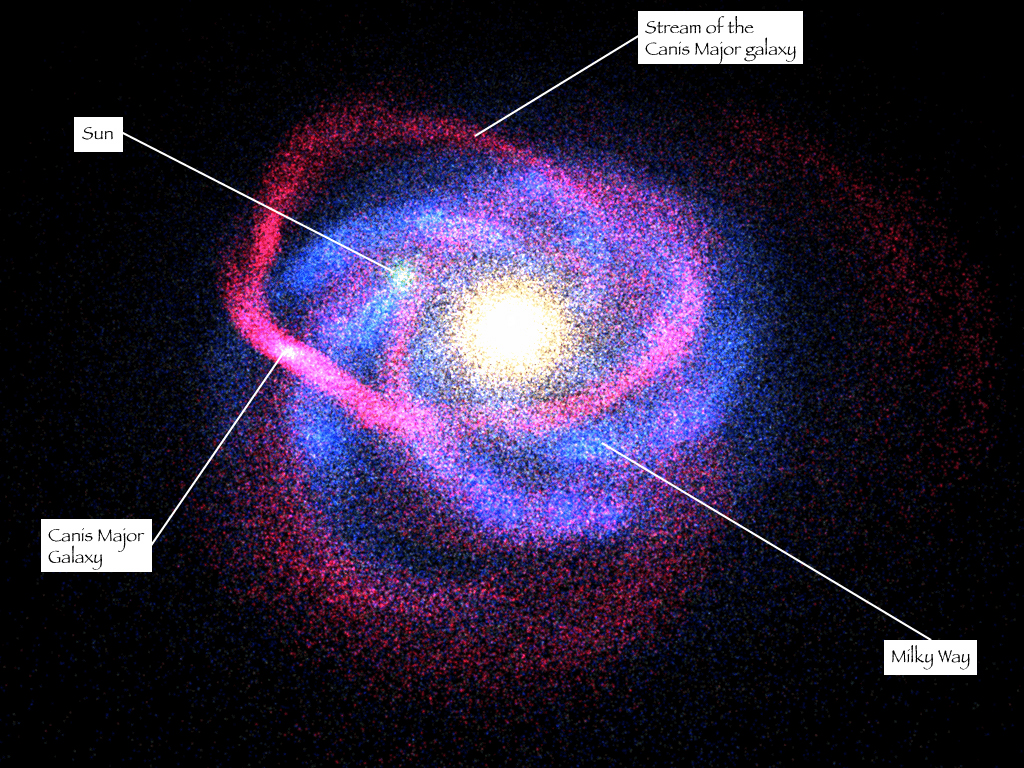 Stream of the
Canis Major galaxy
Sun
Canis Major
Galaxy
Milky Way